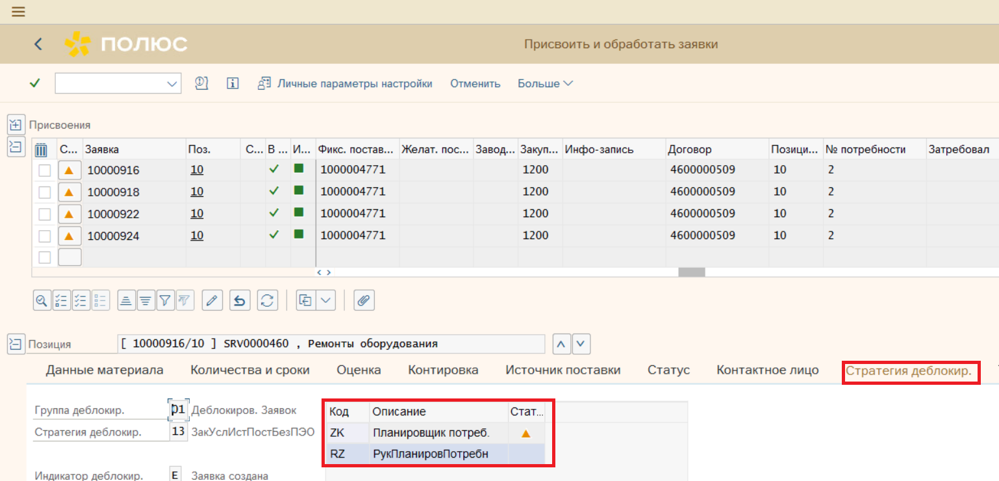 ПОЛЮС
Присвоить и обработать заявки
Личные параметры настройки Отменить Больше
Присвоения
С... Заявка Поз. С... В ... И... Фикс. постав... Желат. пос... Завод... Закуп... Инфо-запись Договор Позици... № потребности Затребовал
10000916 10 1000004771 1200 4600000509 10 2
10000918 10 1000004771 1200 4600000509 10 2
10000922 10 1000004771 1200 4600000509 10 2
10000924 10 1000004771 1200 4600000509 10 2
Позиция [ 10000916/10 ] SRV0000460 , Ремонты оборудования
Данные материала Количества и сроки Оценка Контировка Источник поставки Статус Контактное лицо Стратегия деблокир.
Группа деблокир. 01 Деблокиров. Заявок
Стратегия деблокир. 13 ЗакУслИстПостБезПЭО
Индикатор деблокир. E Заявка создана
Код Описание Стат...
ZK Планировщик потреб.
RZ РукПланировПотребн